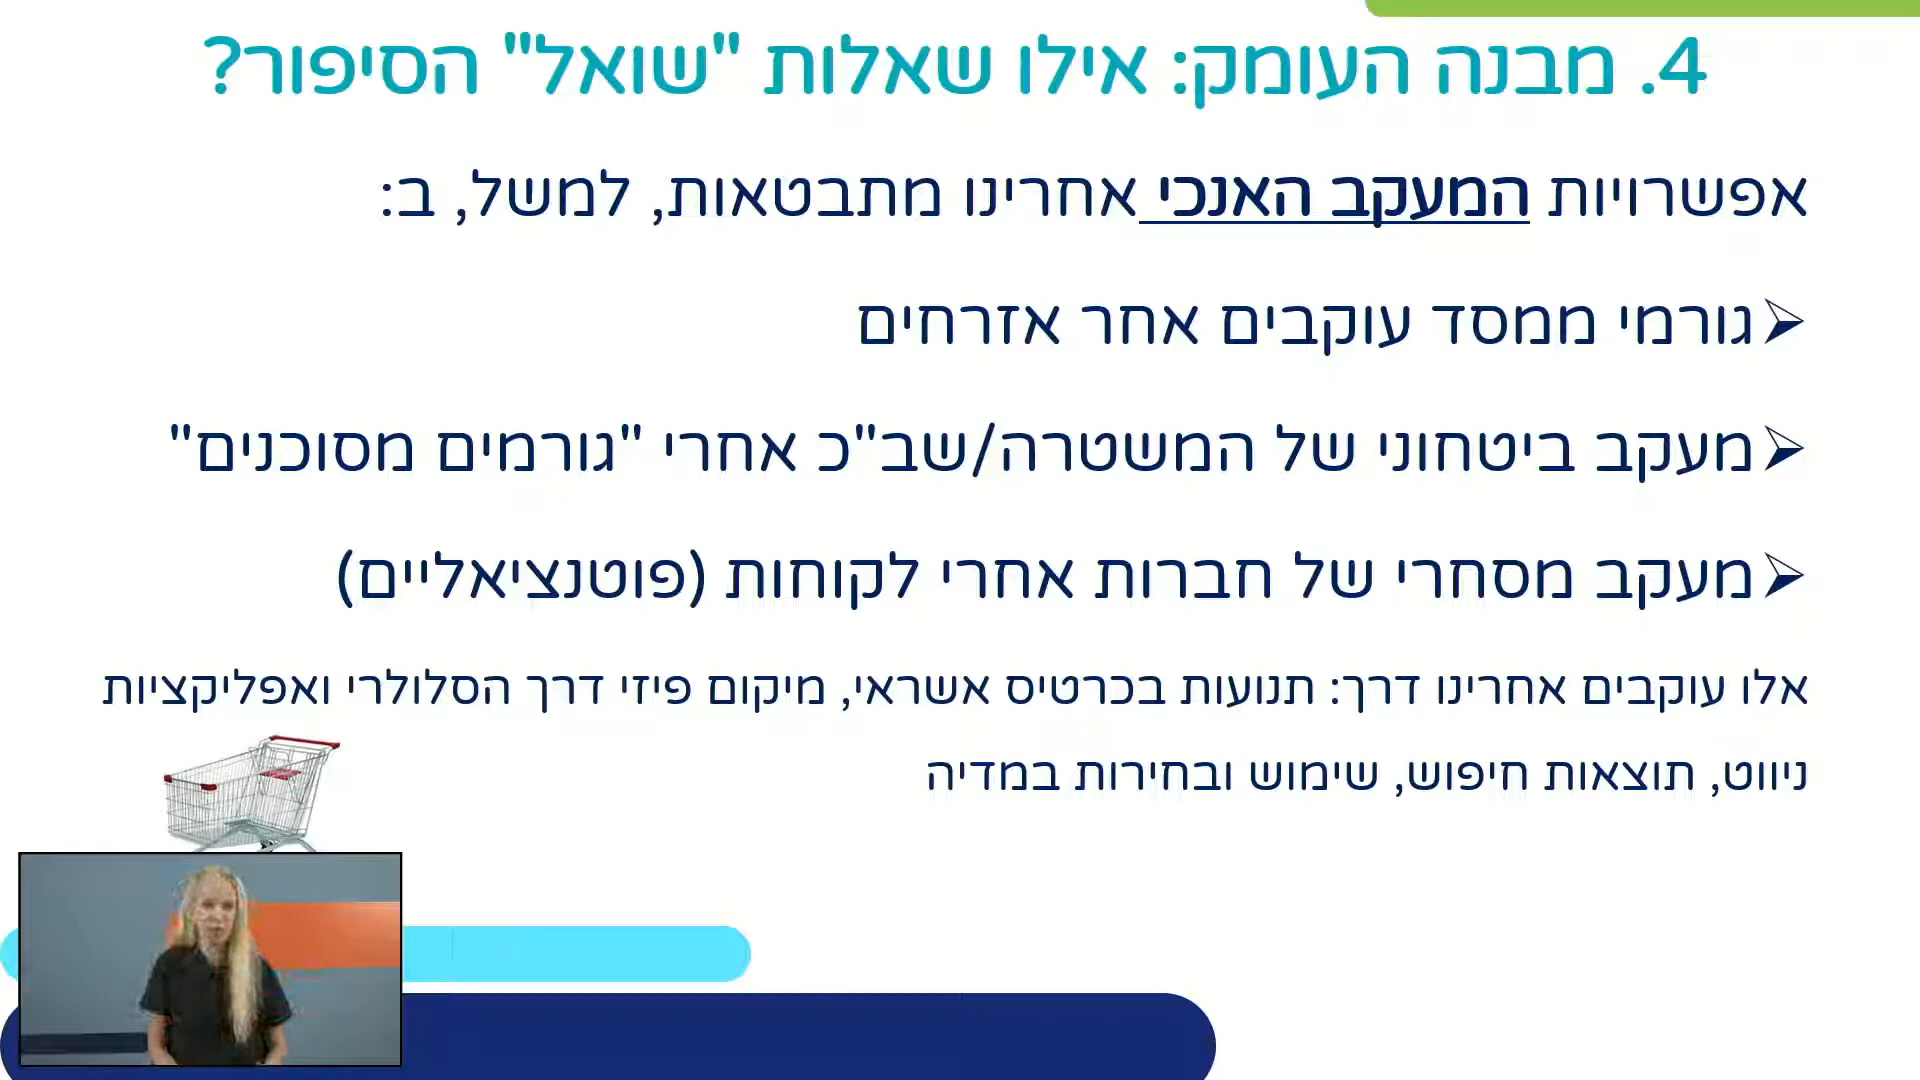 4. מבנה העומק: אילו שאלות "שואל" הסיפור?
אפשרויות המעקב האנכי אחרינו מתבטאות, למשל, ב:
גורמי ממסד עוקבים אחר אזרחים
מעקב ביטחוני של המשטרה/שב"כ אחרי "גורמים מסוכנים"
מעקב מסחרי של חברות אחרי לקוחות (פוטנציאליים)
אלו עוקבים אחרינו דרך: תנועות בכרטיס אשראי, מיקום פיזי דרך הסלולרי ואפליקציות
ניווט, תוצאות חיפוש, שימוש ובחירות במדיה